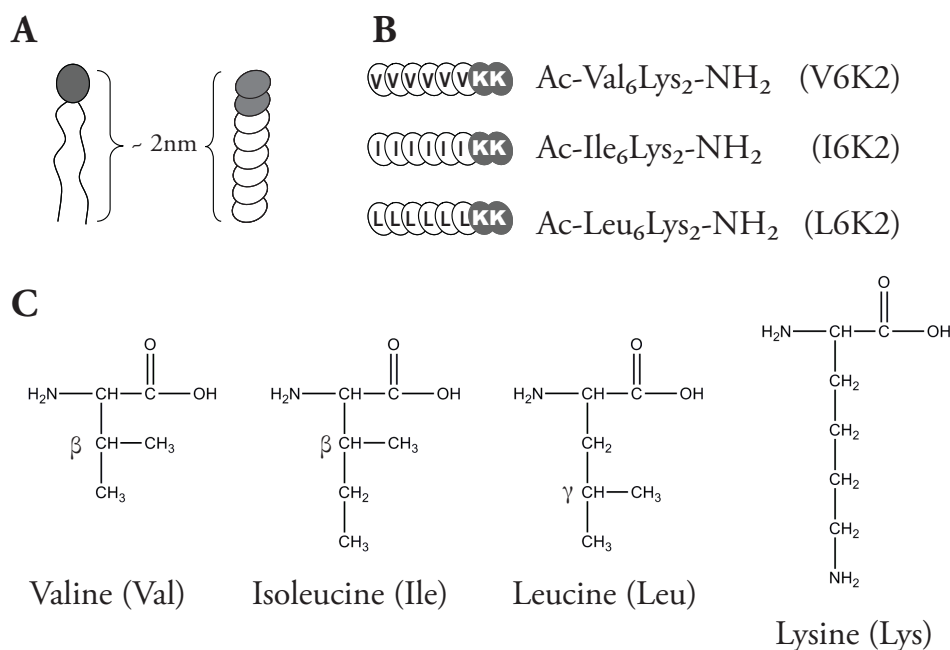 A
~ 2nm
B
VVVVVVKK Ac-Val₆Lys₂-NH₂ (V6K2)
IIIIIIKK Ac-Ile₆Lys₂-NH₂ (I6K2)
LLLLLLKK Ac-Leu₆Lys₂-NH₂ (L6K2)
C
O
H₂N CH C OH
β CH CH₃
CH₃
Valine (Val)
O
H₂N CH C OH
β CH CH₃
CH₂
CH₃
Isoleucine (Ile)
O
H₂N CH C OH
CH₂
γ CH CH₃
CH₃
Leucine (Leu)
O
H₂N CH C OH
CH₂
CH₂
CH₂
CH₂
NH₂
Lysine (Lys)